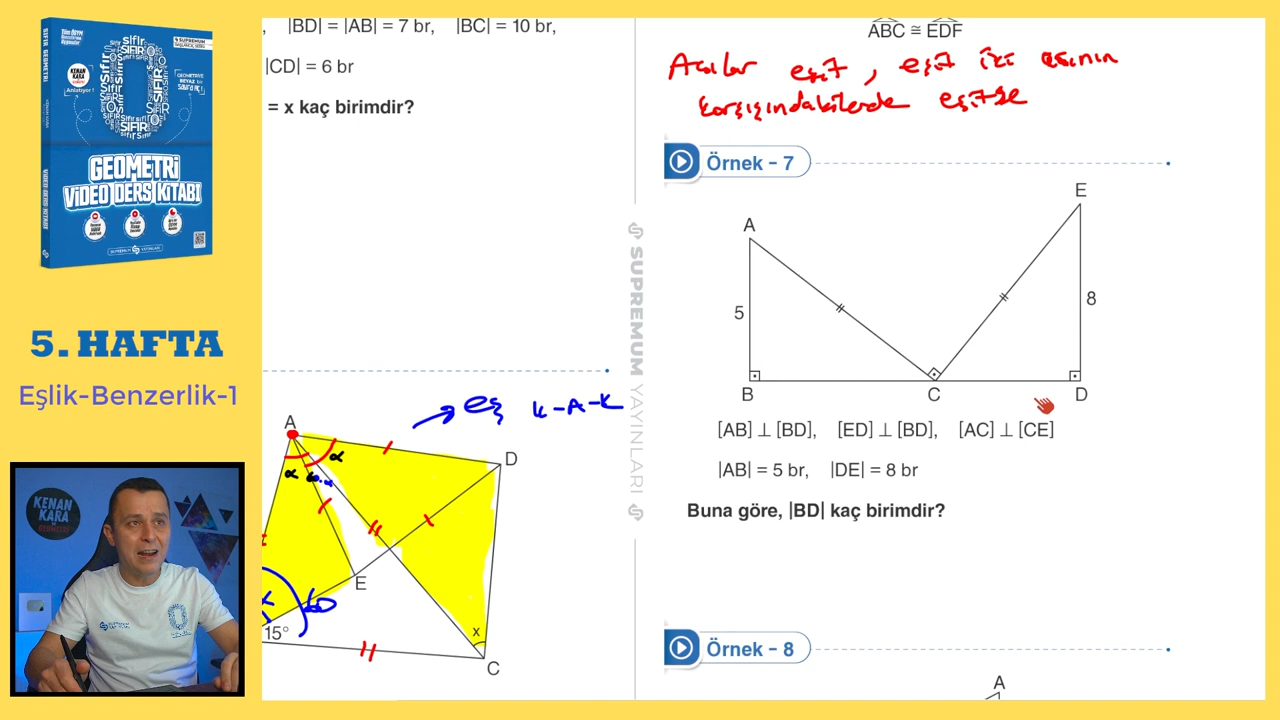 SUPREMUM
GEOMETRİ
VİDEO DERS KİTABI
5. HAFTA
Eşlik-Benzerlik-1
KENAN
KARA
, |BD| = |AB| = 7 br, |BC| = 10 br,
|CD| = 6 br
= x kaç birimdir?
A
α
α
D
E
60
15°
x
C
eş K-A-K
SUPREMUM YAYINLARI
ABC ≅ EDF
Açılar eşit, eşit iki açının
karşısındakilerde eşitse
Örnek - 7
A
E
5
8
B
C
D
[AB] ⊥ [BD], [ED] ⊥ [BD], [AC] ⊥ [CE]
|AB| = 5 br, |DE| = 8 br
Buna göre, |BD| kaç birimdir?
Örnek - 8
A